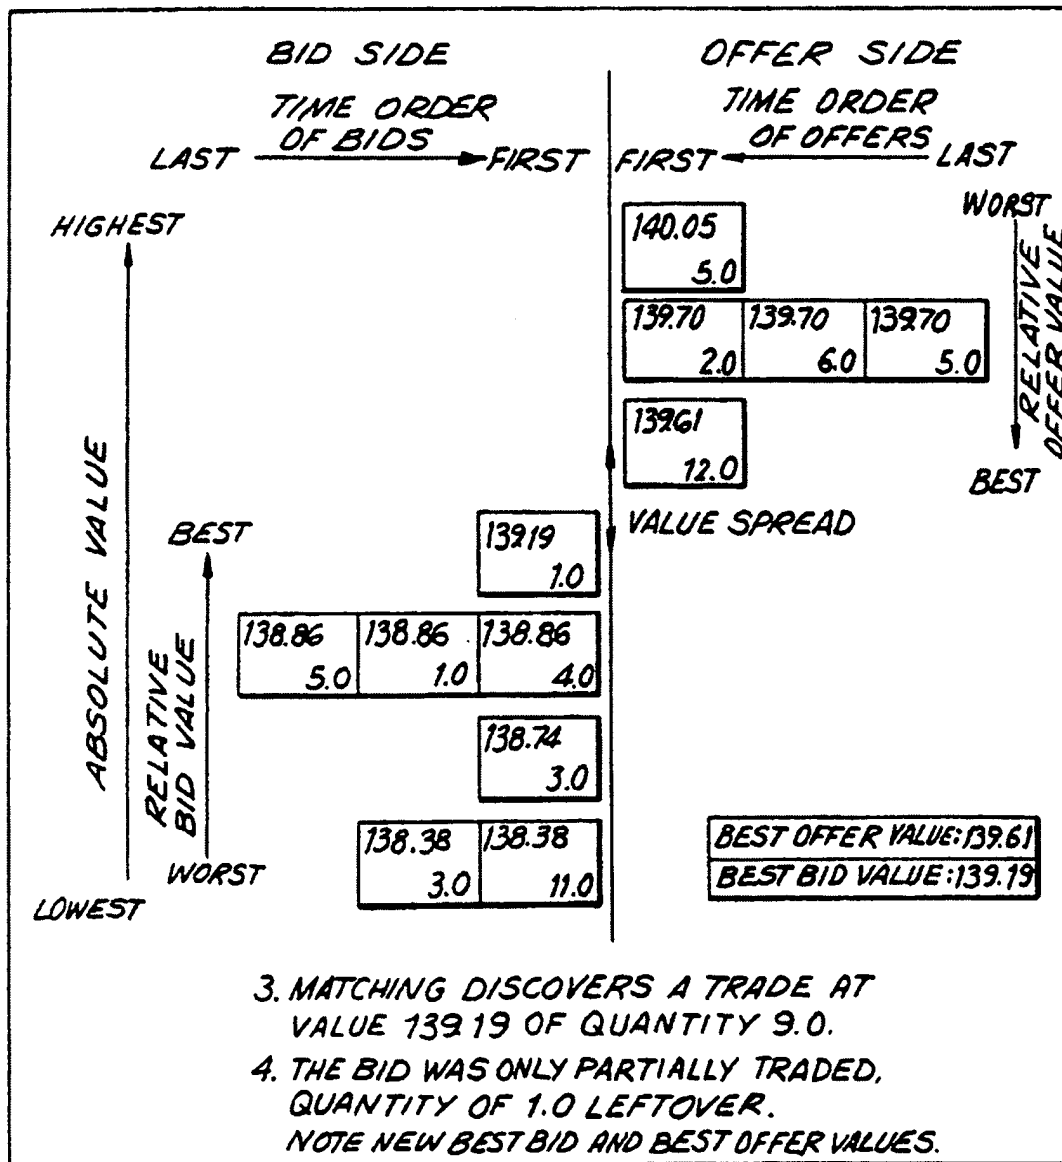 BID SIDE
OFFER SIDE
TIME ORDER
OF BIDS
TIME ORDER
OF OFFERS
LAST
FIRST
FIRST
LAST
HIGHEST
WORST
140.05
5.0
139.70
2.0
139.70
6.0
139.70
5.0
RELATIVE
OFFER VALUE
139.61
12.0
BEST
VALUE SPREAD
ABSOLUTE VALUE
BEST
139.19
1.0
RELATIVE
BID VALUE
138.86
5.0
138.86
1.0
138.86
4.0
138.74
3.0
138.38
3.0
138.38
11.0
WORST
LOWEST
BEST OFFER VALUE:139.61
BEST BID VALUE:139.19
3. MATCHING DISCOVERS A TRADE AT
VALUE 139.19 OF QUANTITY 9.0.
4. THE BID WAS ONLY PARTIALLY TRADED,
QUANTITY OF 1.0 LEFTOVER.
NOTE NEW BEST BID AND BEST OFFER VALUES.